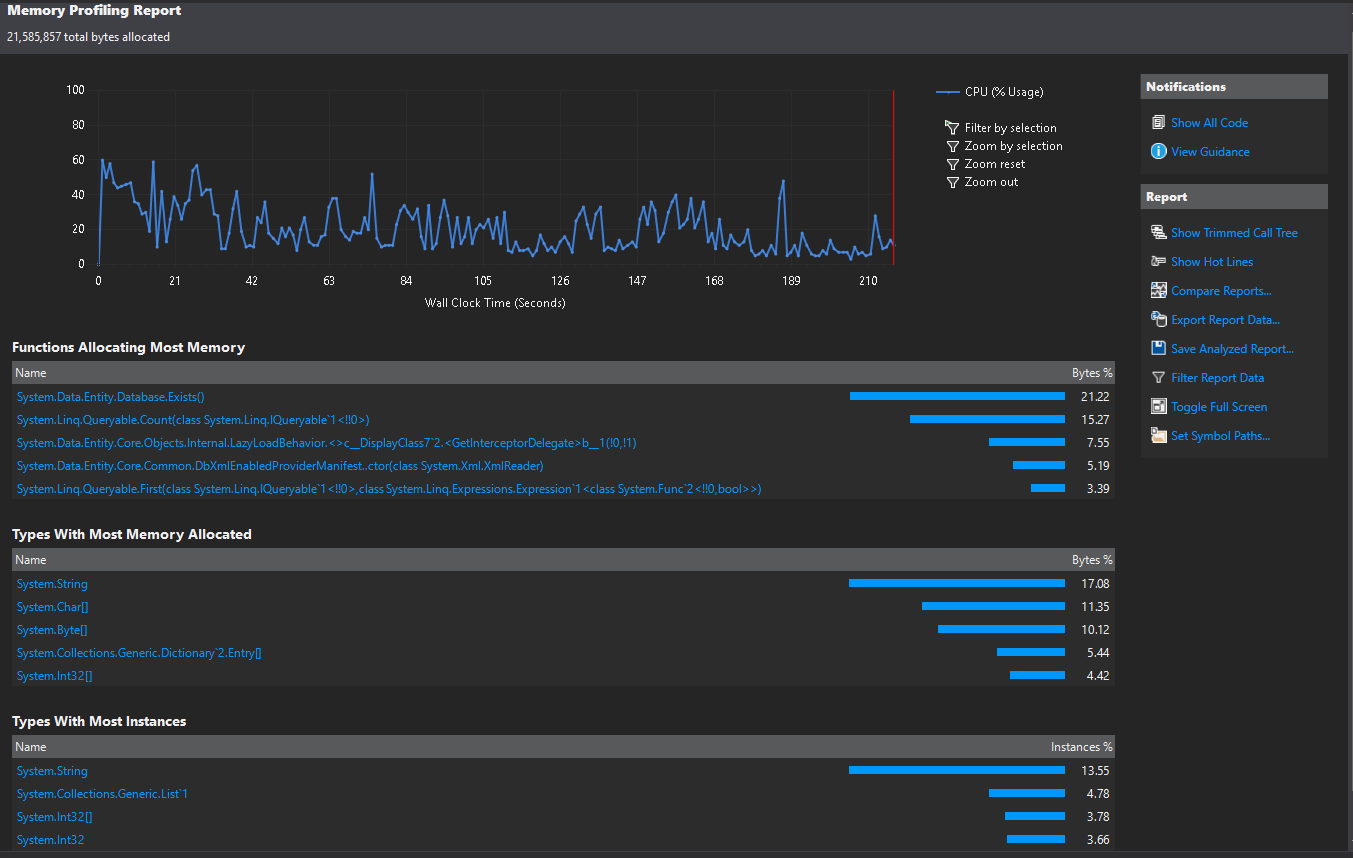 Memory Profiling Report
21,585,857 total bytes allocated
100
80
60
40
20
0
0 21 42 63 84 105 126 147 168 189 210
Wall Clock Time (Seconds)
CPU (% Usage)
Filter by selection
Zoom by selection
Zoom reset
Zoom out
Notifications
Show All Code
View Guidance
Report
Show Trimmed Call Tree
Show Hot Lines
Compare Reports...
Export Report Data...
Save Analyzed Report...
Filter Report Data
Toggle Full Screen
Set Symbol Paths...
Functions Allocating Most Memory
Name Bytes %
System.Data.Entity.Database.Exists() 21.22
System.Linq.Queryable.Count(class System.Linq.IQueryable`1<!!0>) 15.27
System.Data.Entity.Core.Objects.Internal.LazyLoadBehavior.<>c__DisplayClass7`2.<GetInterceptorDelegate>b__1(!0,!1) 7.55
System.Data.Entity.Core.Common.DbXmlEnabledProviderManifest..ctor(class System.Xml.XmlReader) 5.19
System.Linq.Queryable.First(class System.Linq.IQueryable`1<!!0>,class System.Linq.Expressions.Expression`1<class System.Func`2<!!0,bool>>) 3.39
Types With Most Memory Allocated
Name Bytes %
System.String 17.08
System.Char[] 11.35
System.Byte[] 10.12
System.Collections.Generic.Dictionary`2.Entry[] 5.44
System.Int32[] 4.42
Types With Most Instances
Name Instances %
System.String 13.55
System.Collections.Generic.List`1 4.78
System.Int32[] 3.78
System.Int32 3.66